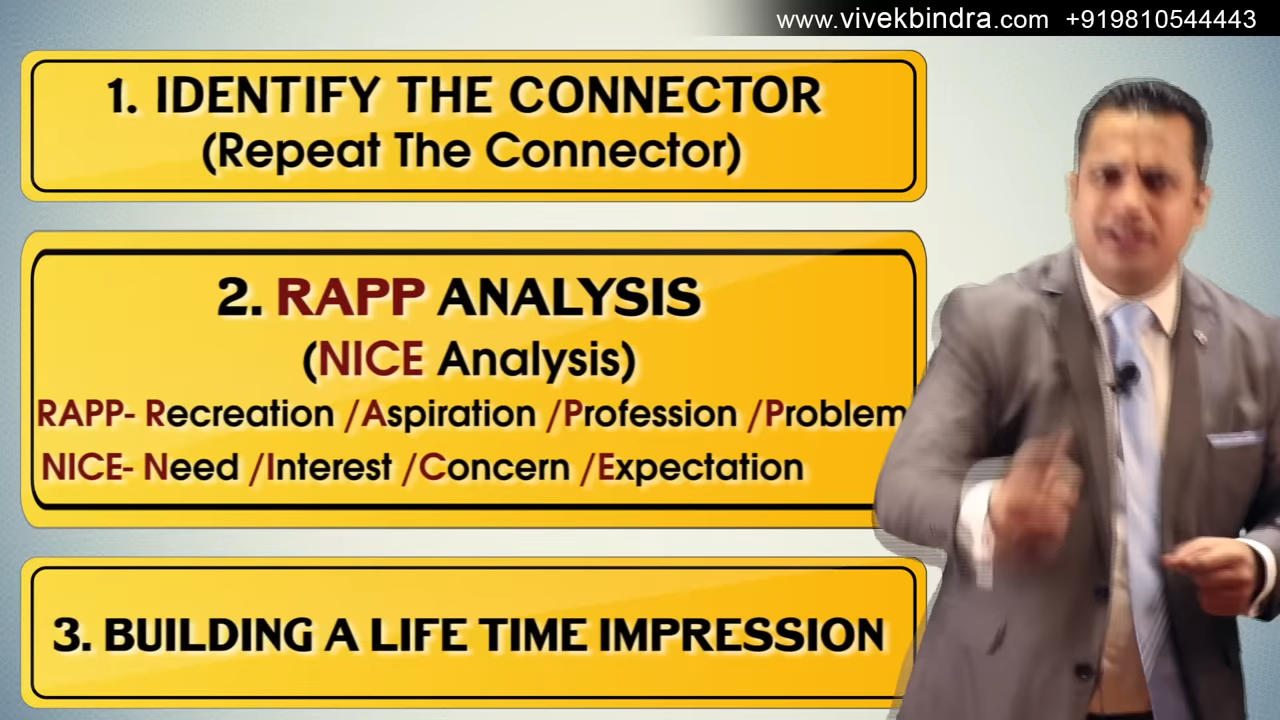 www.vivekbindra.com +919810544443
1. IDENTIFY THE CONNECTOR
(Repeat The Connector)
2. RAPP ANALYSIS
(NICE Analysis)
RAPP- Recreation /Aspiration /Profession /Problem
NICE- Need /Interest /Concern /Expectation
3. BUILDING A LIFE TIME IMPRESSION